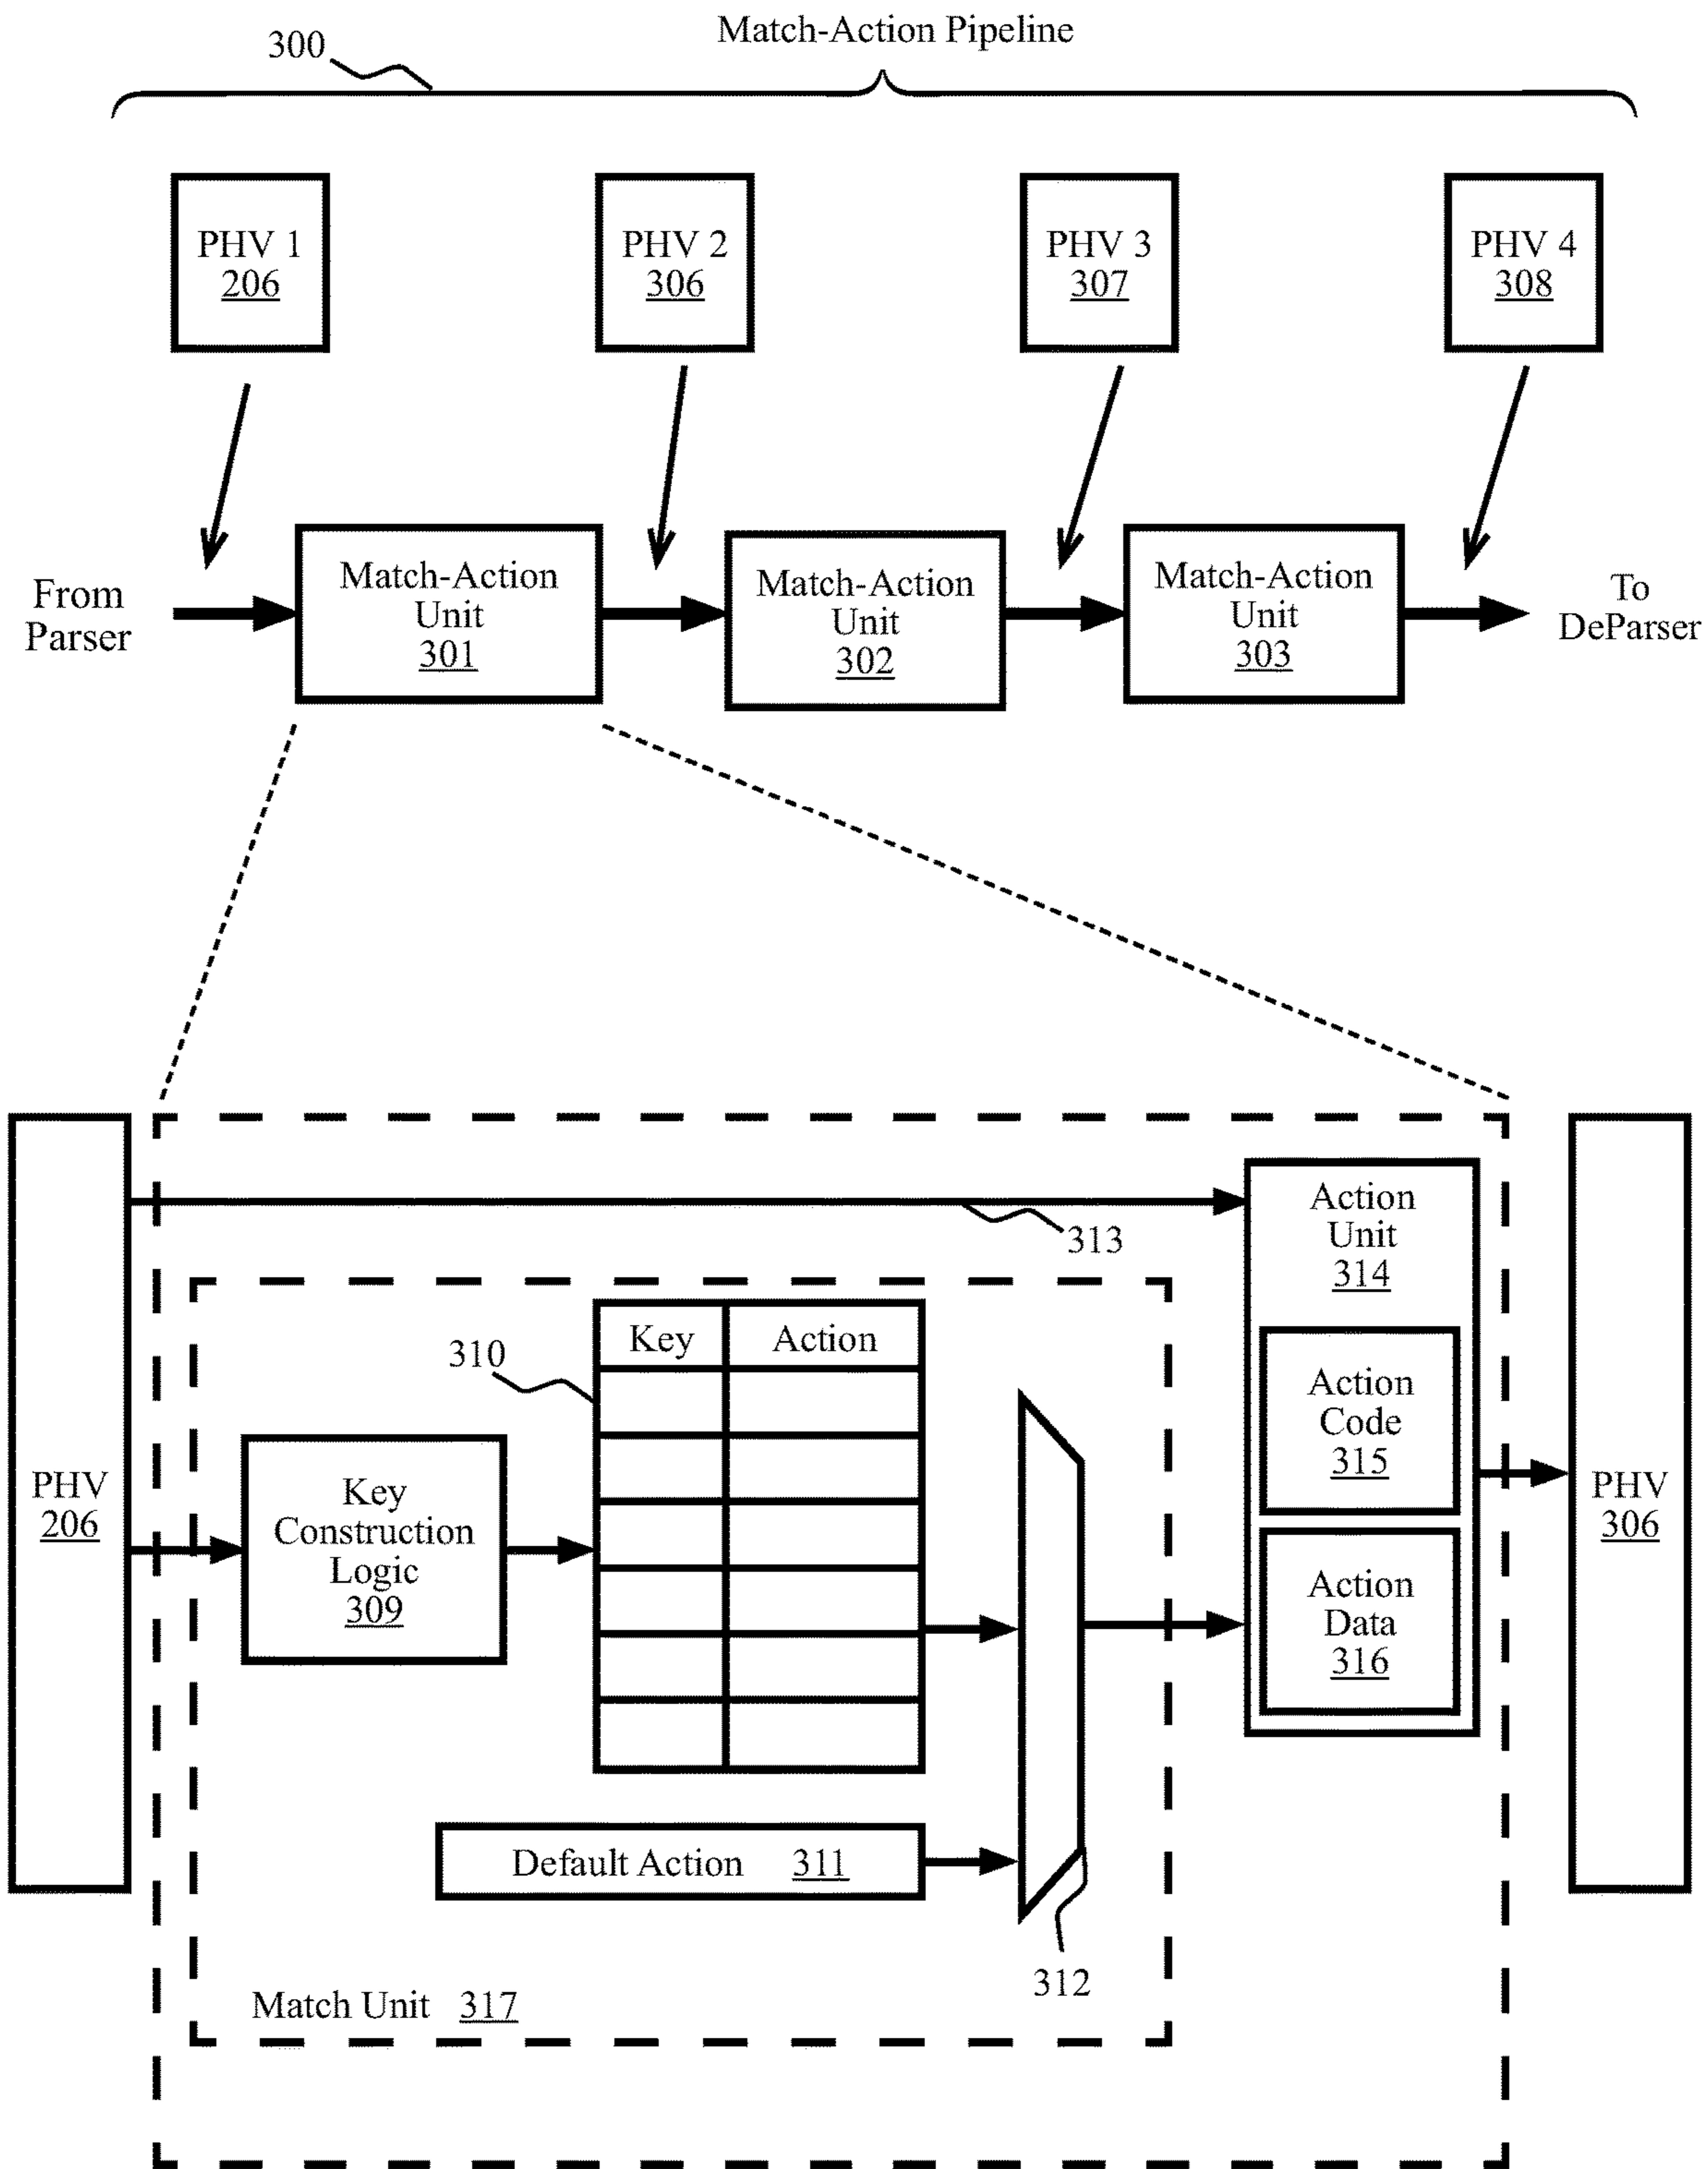 Match-Action Pipeline
300
PHV 1
206
PHV 2
306
PHV 3
307
PHV 4
308
From
Parser
Match-Action
Unit
301
Match-Action
Unit
302
Match-Action
Unit
303
To
DeParser
PHV
206
313
Action
Unit
314
Key Action
310
Action
Code
315
Key
Construction
Logic
309
Action
Data
316
PHV
306
Default Action 311
312
Match Unit 317